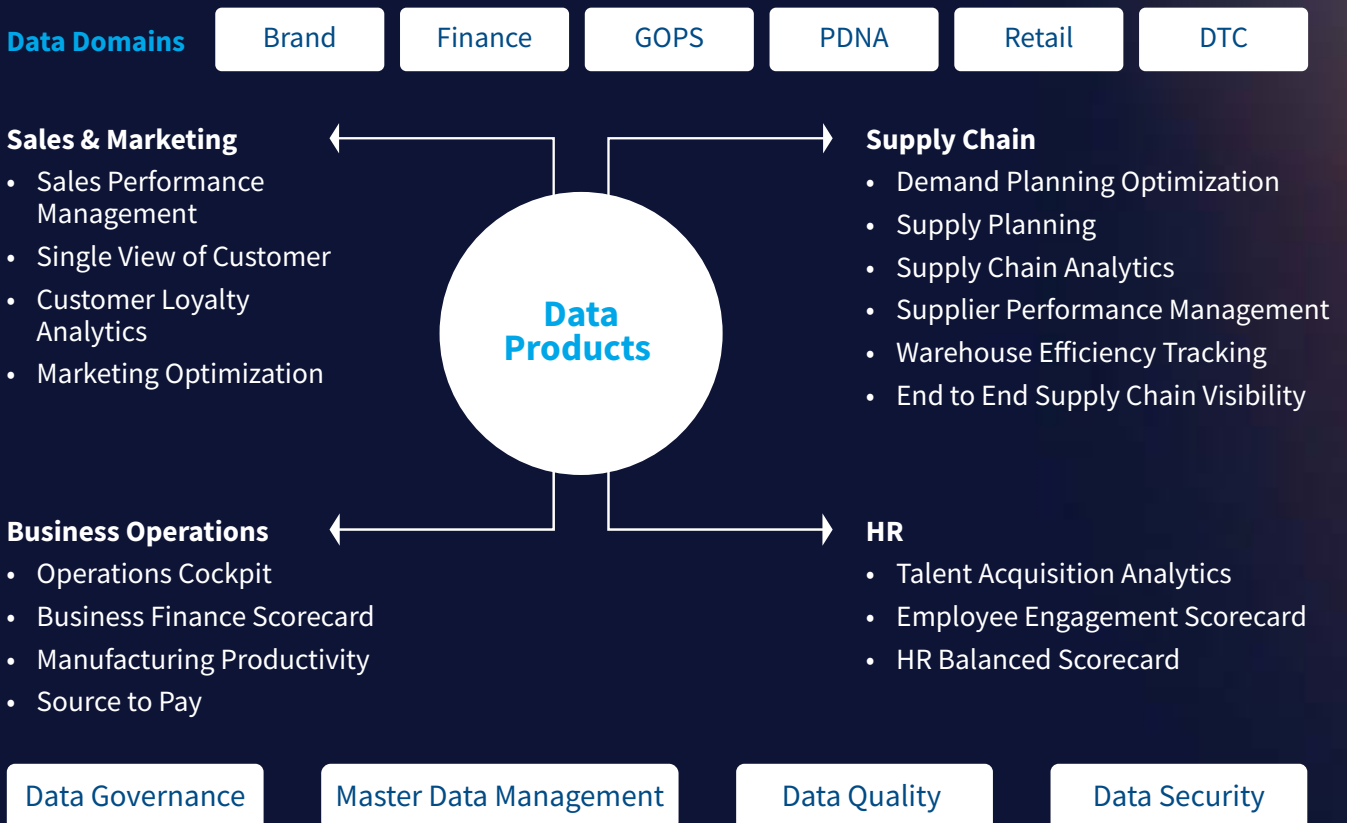 Data Domains
Brand
Finance
GOPS
PDNA
Retail
DTC
Sales & Marketing
• Sales Performance
Management
• Single View of Customer
• Customer Loyalty
Analytics
• Marketing Optimization
Data
Products
Supply Chain
• Demand Planning Optimization
• Supply Planning
• Supply Chain Analytics
• Supplier Performance Management
• Warehouse Efficiency Tracking
• End to End Supply Chain Visibility
Business Operations
• Operations Cockpit
• Business Finance Scorecard
• Manufacturing Productivity
• Source to Pay
HR
• Talent Acquisition Analytics
• Employee Engagement Scorecard
• HR Balanced Scorecard
Data Governance
Master Data Management
Data Quality
Data Security